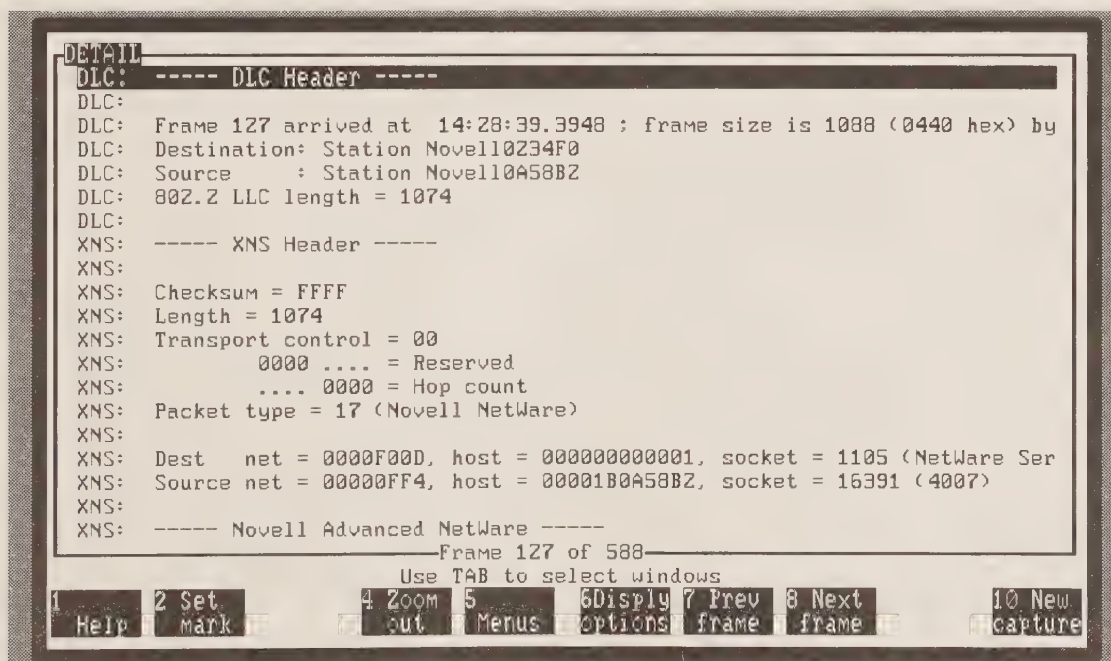 DETAIL
DLC: ----- DLC Header -----
DLC:
DLC: Frame 127 arrived at 14:28:39.3948 ; frame size is 1088 (0440 hex) by
DLC: Destination: Station Novell0234F0
DLC: Source : Station Novell0A58B2
DLC: 802.2 LLC length = 1074
DLC:
XNS: ----- XNS Header -----
XNS:
XNS: Checksum = FFFF
XNS: Length = 1074
XNS: Transport control = 00
XNS: 0000 .... = Reserved
XNS: .... 0000 = Hop count
XNS: Packet type = 17 (Novell NetWare)
XNS:
XNS: Dest net = 0000F00D, host = 000000000001, socket = 1105 (NetWare Ser
XNS: Source net = 00000FF4, host = 00001B0A58B2, socket = 16391 (4007)
XNS:
XNS: ----- Novell Advanced NetWare -----
Frame 127 of 588
Use TAB to select windows
1 2 Set 4 Zoom 5 6Disply 7 Prev 8 Next 10 New
Help mark out Menus options frame frame capture